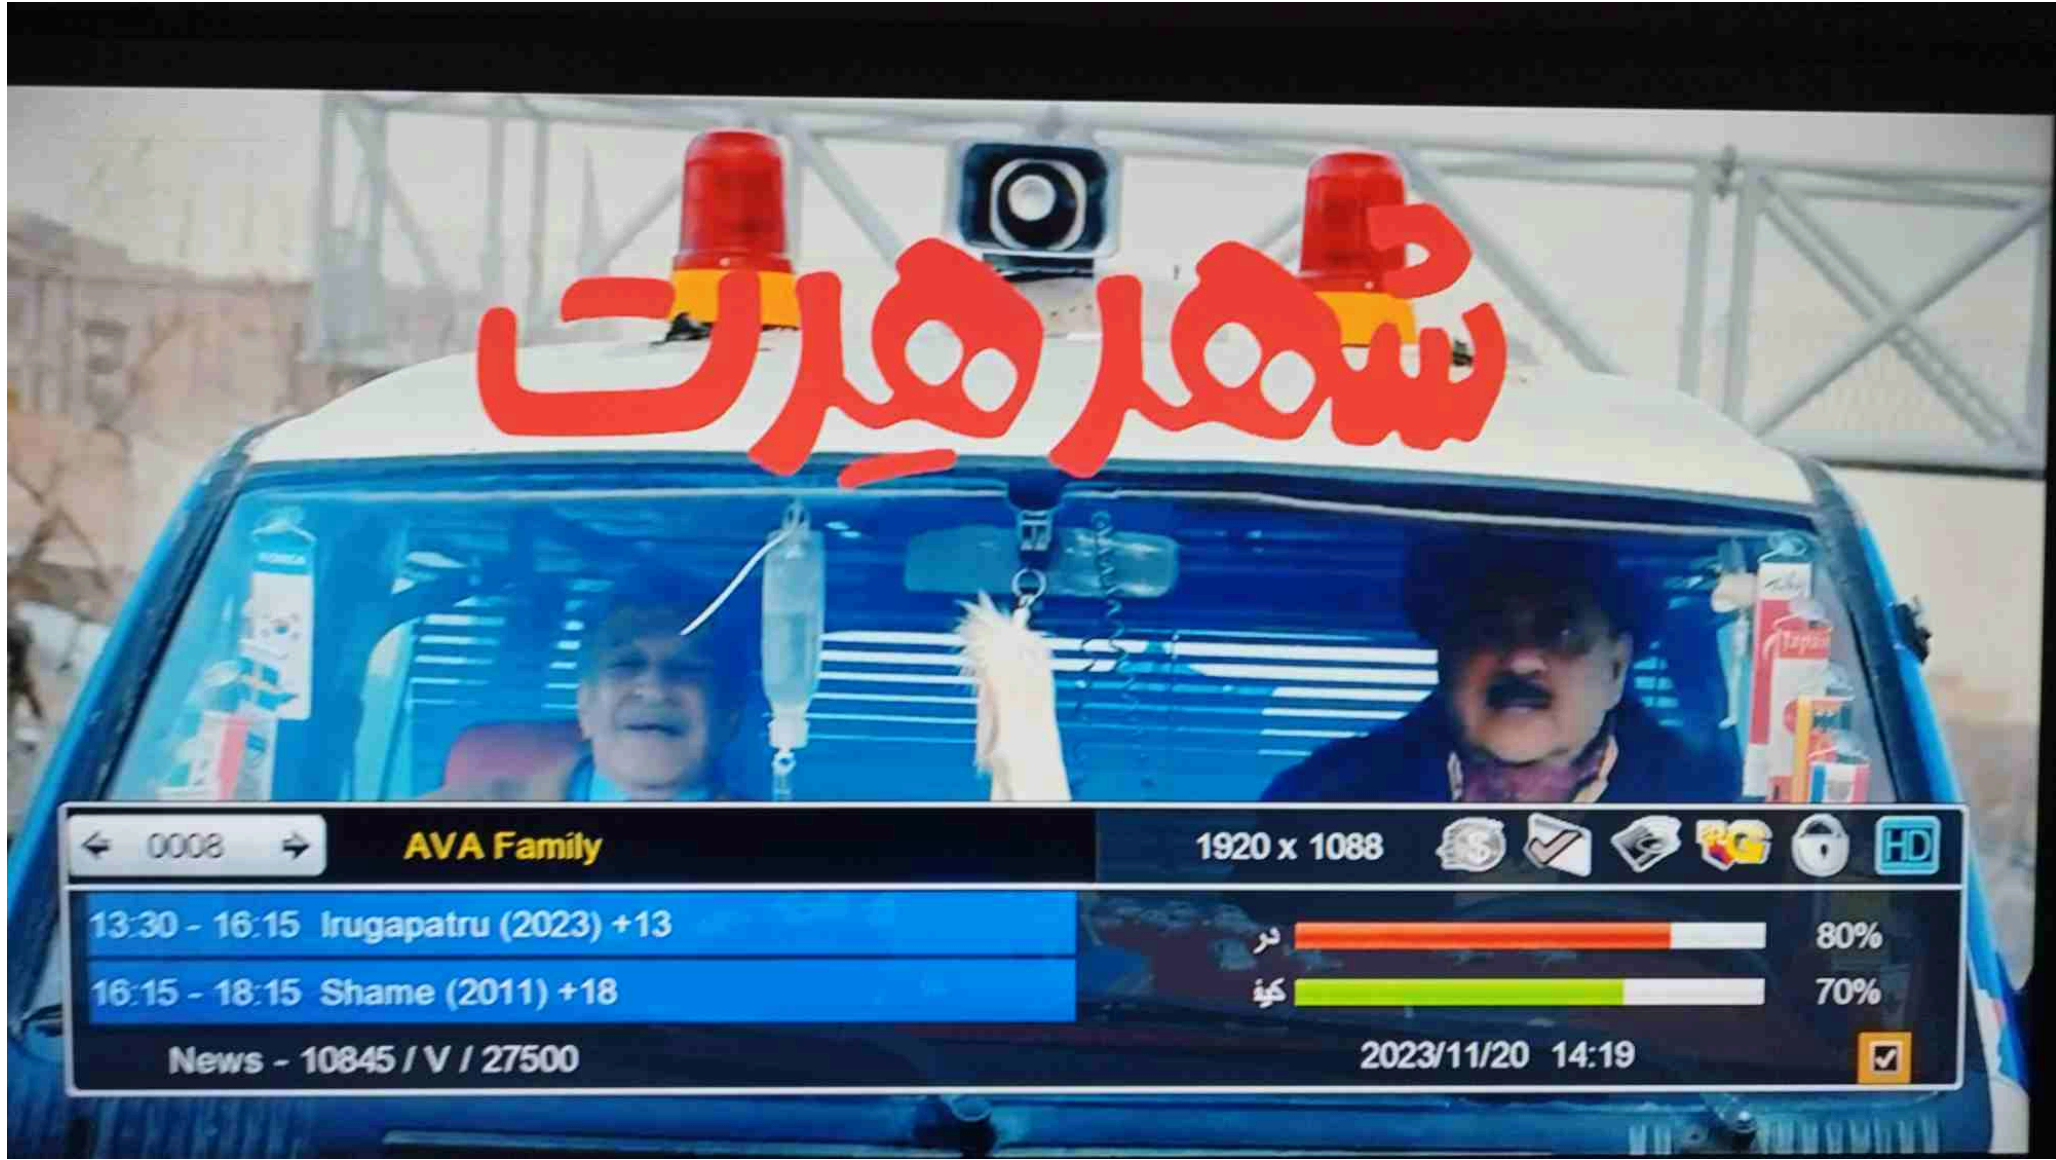 شهر هرت
0008
AVA Family
1920 x 1088
HD
13:30 - 16:15 Irugapatru (2023) +13
در 80%
16:15 - 18:15 Shame (2011) +18
كيف 70%
News - 10845 / V / 27500
2023/11/20 14:19